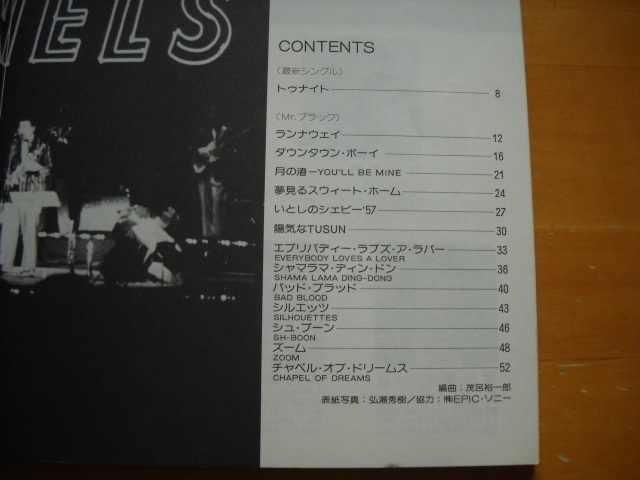 NELS
CONTENTS
〈最新シングル〉
トゥナイト 8
〈Mr.ブラック〉
ランナウェイ 12
ダウンタウン・ボーイ 16
月の渚-YOU'LL BE MINE 21
夢見るスウィート・ホーム 24
いとしのシェビー'57 27
陽気なTUSUN 30
エブリバディー・ラブズ・ア・ラバー 33
EVERYBODY LOVES A LOVER
シャマラマ・ディン・ドン 36
SHAMA LAMA DING-DONG
バッド・ブラッド 40
BAD BLOOD
シルエッツ 43
SILHOUETTES
シュ・ブーン 46
SH-BOON
ズーム 48
ZOOM
チャペル・オブ・ドリームス 52
CHAPEL OF DREAMS
編曲：茂呂裕一郎
表紙写真：弘瀬秀樹／協力：㈱EPIC・ソニー